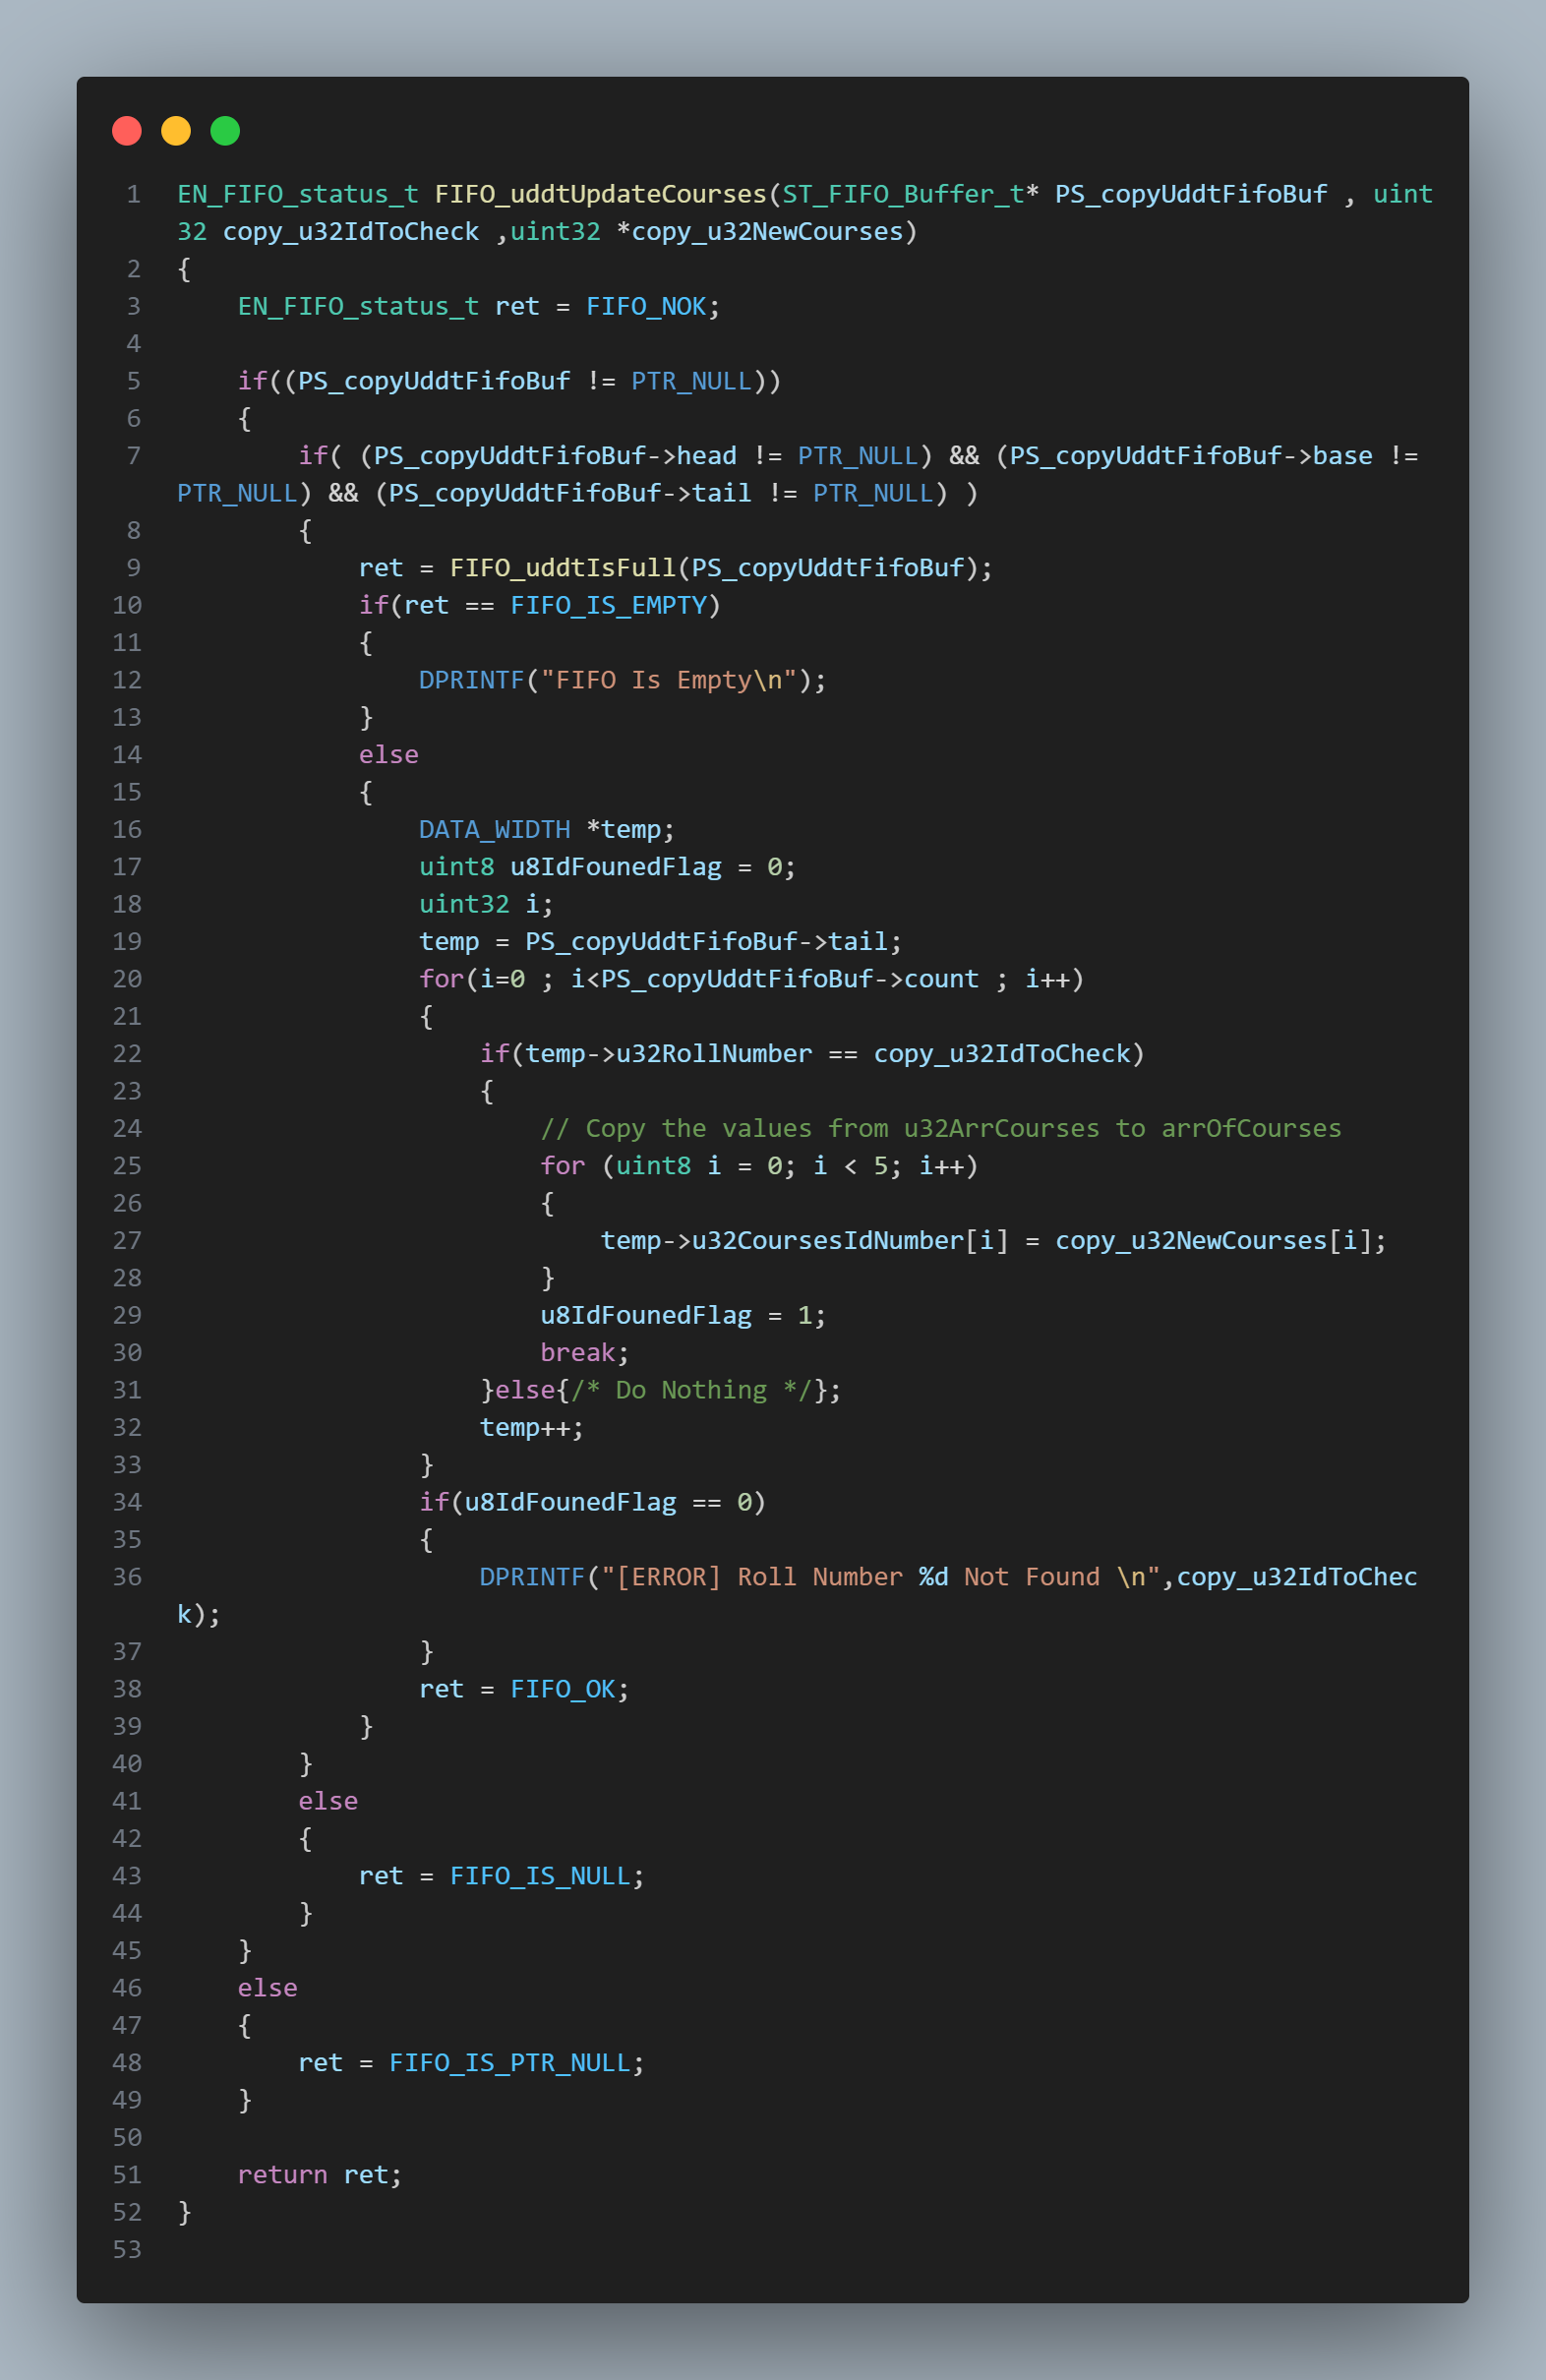 1 EN_FIFO_status_t FIFO_uddtUpdateCourses(ST_FIFO_Buffer_t* PS_copyUddtFifoBuf , uint
32 copy_u32IdToCheck ,uint32 *copy_u32NewCourses)
2 {
3     EN_FIFO_status_t ret = FIFO_NOK;
4
5     if((PS_copyUddtFifoBuf != PTR_NULL))
6     {
7         if( (PS_copyUddtFifoBuf->head != PTR_NULL) && (PS_copyUddtFifoBuf->base !=
PTR_NULL) && (PS_copyUddtFifoBuf->tail != PTR_NULL) )
8         {
9             ret = FIFO_uddtIsFull(PS_copyUddtFifoBuf);
10             if(ret == FIFO_IS_EMPTY)
11             {
12                 DPRINTF("FIFO Is Empty\n");
13             }
14             else
15             {
16                 DATA_WIDTH *temp;
17                 uint8 u8IdFounedFlag = 0;
18                 uint32 i;
19                 temp = PS_copyUddtFifoBuf->tail;
20                 for(i=0 ; i<PS_copyUddtFifoBuf->count ; i++)
21                 {
22                     if(temp->u32RollNumber == copy_u32IdToCheck)
23                     {
24                         // Copy the values from u32ArrCourses to arrOfCourses
25                         for (uint8 i = 0; i < 5; i++)
26                         {
27                             temp->u32CoursesIdNumber[i] = copy_u32NewCourses[i];
28                         }
29                         u8IdFounedFlag = 1;
30                         break;
31                     }else{/* Do Nothing */};
32                     temp++;
33                 }
34                 if(u8IdFounedFlag == 0)
35                 {
36                     DPRINTF("[ERROR] Roll Number %d Not Found \n",copy_u32IdToChec
k);
37                 }
38                 ret = FIFO_OK;
39             }
40         }
41         else
42         {
43             ret = FIFO_IS_NULL;
44         }
45     }
46     else
47     {
48         ret = FIFO_IS_PTR_NULL;
49     }
50
51     return ret;
52 }
53